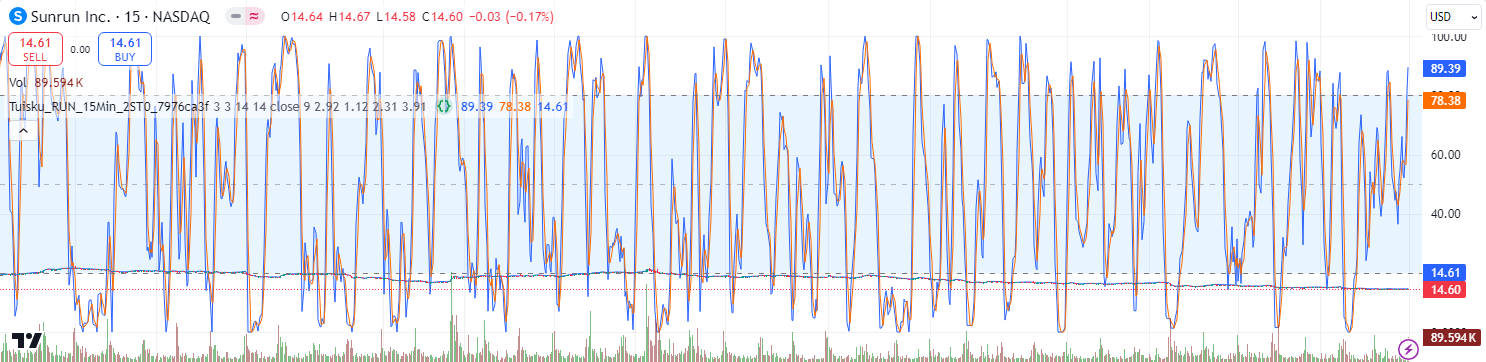 S Sunrun Inc. · 15 · NASDAQ O14.64 H14.67 L14.58 C14.60 −0.03 (−0.17%)
USD
14.61 SELL
0.00
14.61 BUY
Vol 89.594 K
Tuisku_RUN_15Min_2ST0_7976ca3f 3 3 14 14 close 9 2.92 1.12 2.31 3.91 {} 89.39 78.38 14.61
100.00
89.39
78.38
60.00
40.00
14.61
14.60
89.594 K